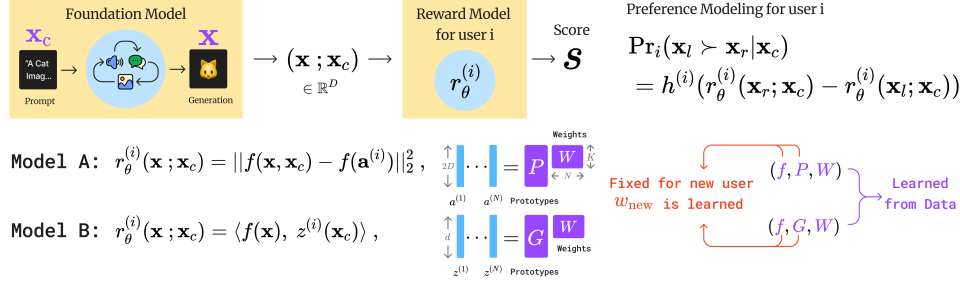 Foundation Model
x_c
"A Cat
Imag...
Prompt
x
Generation
(x ; x_c)
∈ ℝ^D
Reward Model
for user i
r_θ^(i)
Score
s
Preference Modeling for user i
Pr_i(x_l ≻ x_r|x_c)
= h^(i)(r_θ^(i)(x_r; x_c) − r_θ^(i)(x_l; x_c))
Model A: r_θ^(i)(x ; x_c) = ||f(x, x_c) − f(a^(i))||_2^2 ,
2D
...
a^(1) a^(N)
=
P
Prototypes
Weights
W
K
N
Model B: r_θ^(i)(x ; x_c) = ⟨f(x), z^(i)(x_c)⟩ ,
d
...
z^(1) z^(N)
=
G
Prototypes
W
Weights
Fixed for new user
w_new is learned
(f, P, W)
(f, G, W)
Learned
from Data